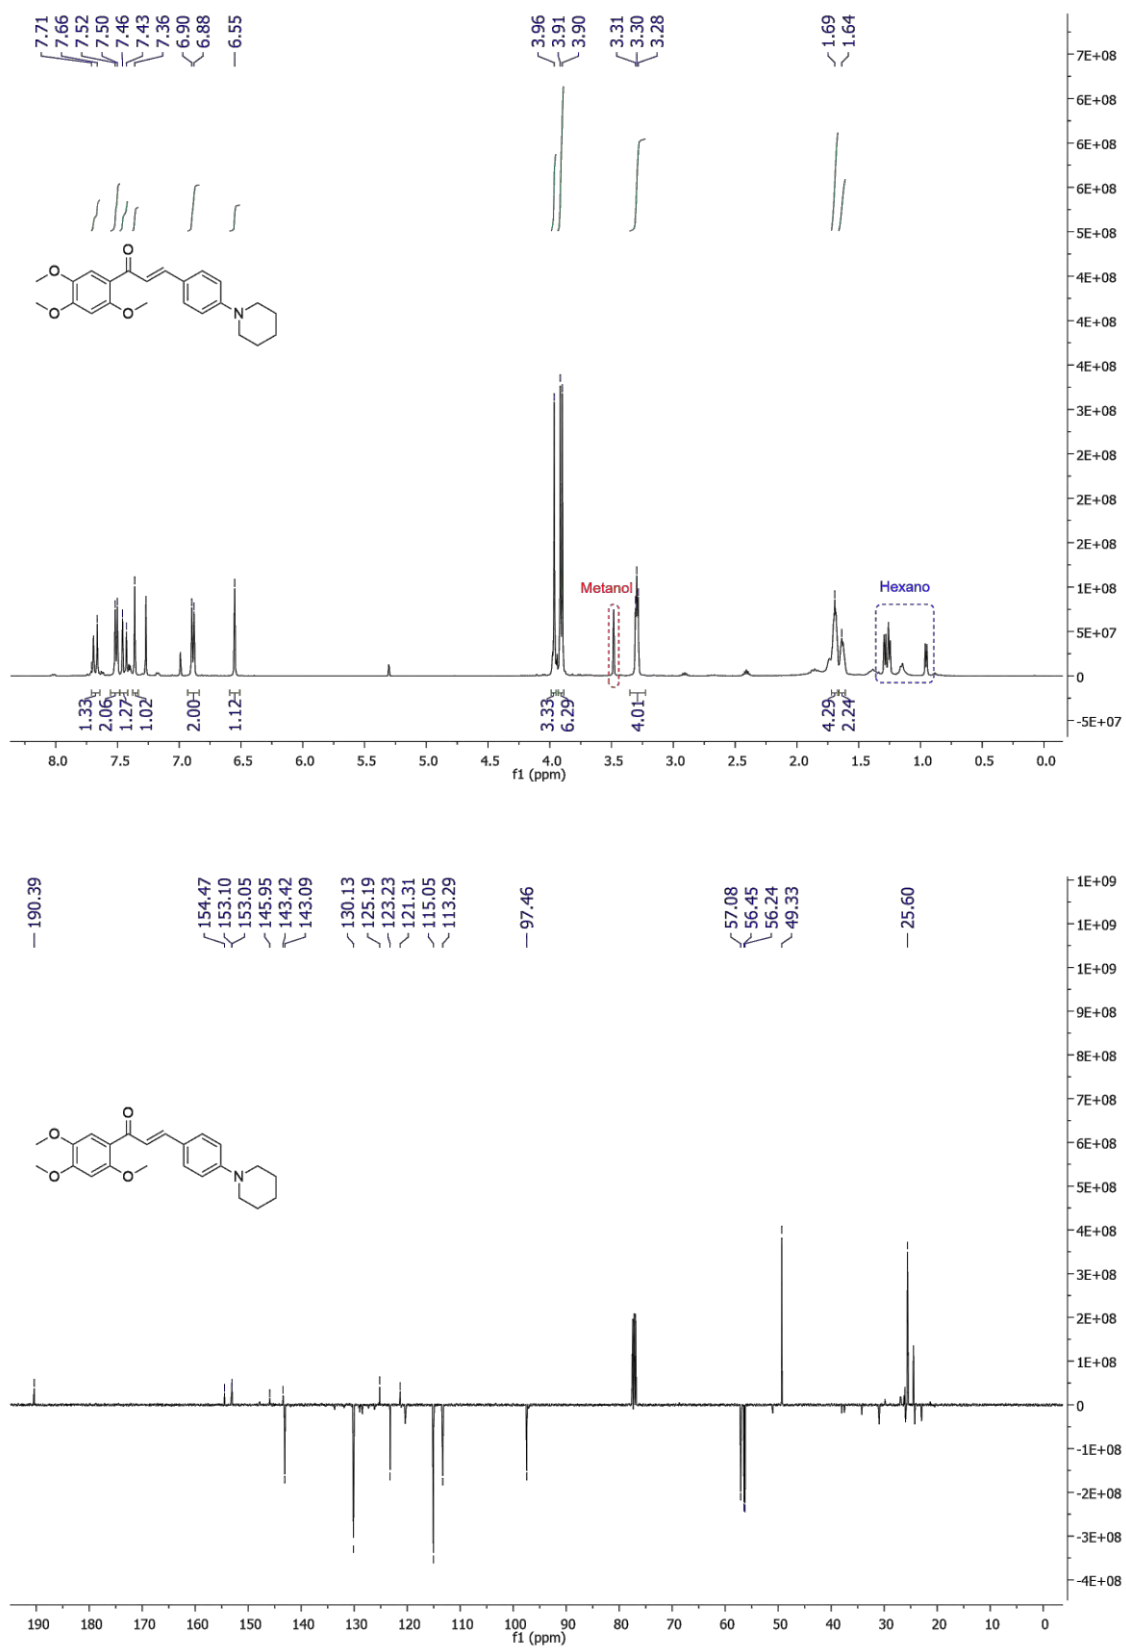 7.71
7.66
7.52
7.50
7.46
7.43
7.36
6.90
6.88
6.55
3.96
3.91
3.90
3.31
3.30
3.28
1.69
1.64
7E+08
6E+08
6E+08
6E+08
5E+08
4E+08
4E+08
4E+08
3E+08
2E+08
2E+08
2E+08
1E+08
5E+07
0
-5E+07
O
O
O
O
N
Metanol
Hexano
1.33
2.06
1.27
1.02
2.00
1.12
3.33
6.29
4.01
4.29
2.24
8.0 7.5 7.0 6.5 6.0 5.5 5.0 4.5 4.0 3.5 3.0 2.5 2.0 1.5 1.0 0.5 0.0
f1 (ppm)
190.39
154.47
153.10
153.05
145.95
143.42
143.09
130.13
125.19
123.23
121.31
115.05
113.29
97.46
57.08
56.45
56.24
49.33
25.60
1E+09
1E+09
1E+09
9E+08
8E+08
7E+08
6E+08
5E+08
4E+08
3E+08
2E+08
1E+08
0
-1E+08
-2E+08
-3E+08
-4E+08
O
O
O
O
N
190 180 170 160 150 140 130 120 110 100 90 80 70 60 50 40 30 20 10 0
f1 (ppm)